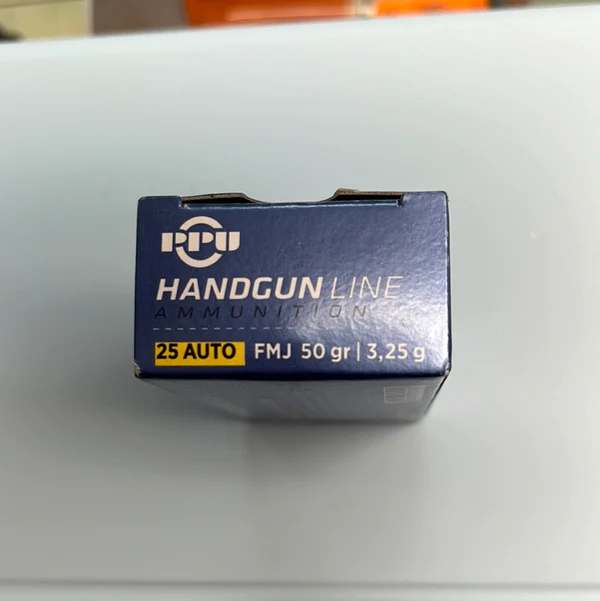 PPU
HANDGUN LINE
AMMUNITION
25 AUTO FMJ 50 gr | 3,25 g